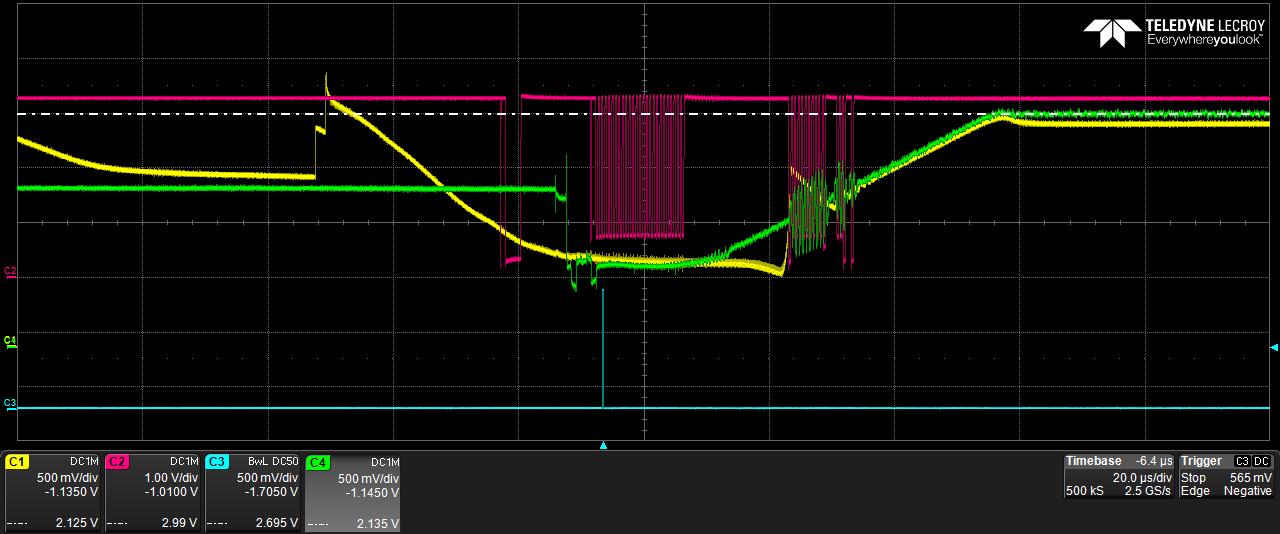 TELEDYNE LECROY
Everywhereyoulook™
C2
C4
C3
C1 DC1M
500 mV/div
-1.1350 V
2.125 V
C2 DC1M
1.00 V/div
-1.0100 V
2.99 V
C3 BwL DC50
500 mV/div
-1.7050 V
2.695 V
C4 DC1M
500 mV/div
-1.1450 V
2.135 V
Timebase -6.4 µs
20.0 µs/div
500 kS 2.5 GS/s
Trigger C3 DC
Stop 565 mV
Edge Negative